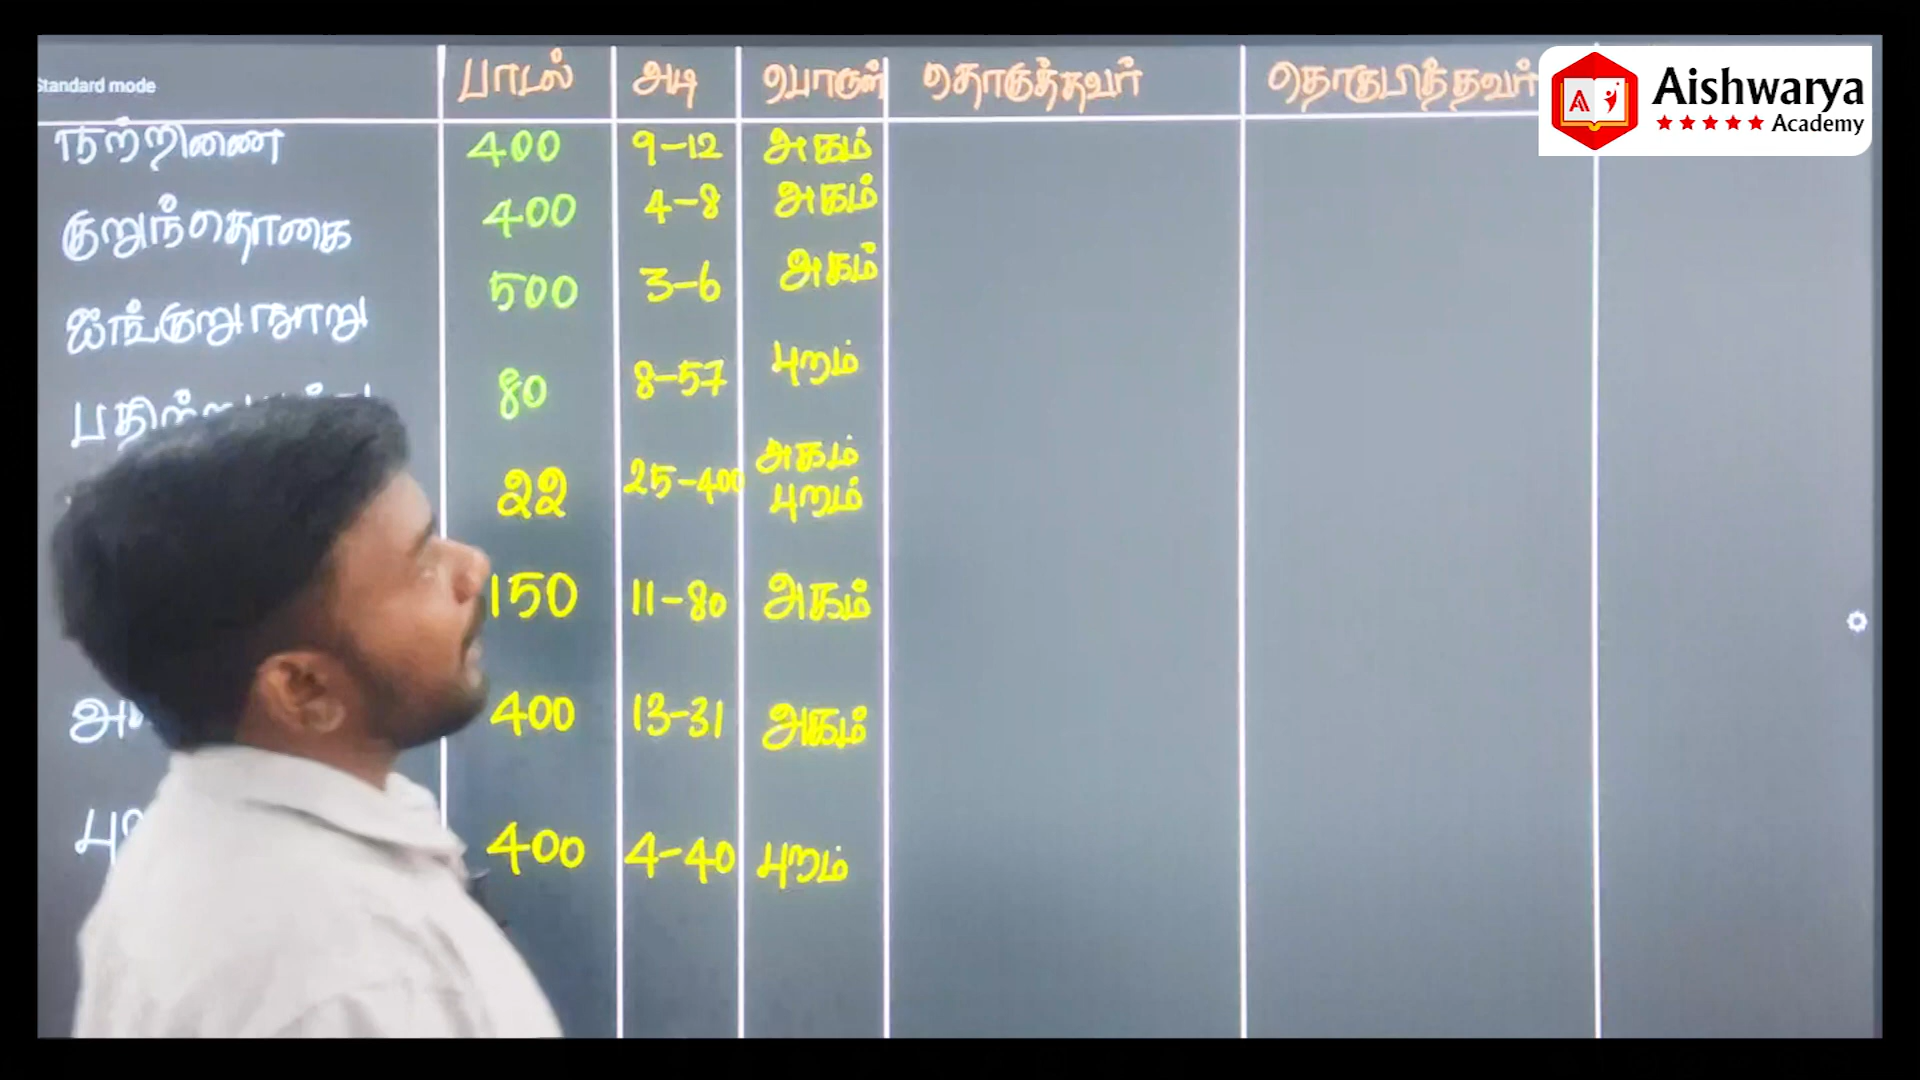 Standard mode
பாடல் அடி பொருள் தொகுத்தவர் தொகுபித்தவர்
Aishwarya
Academy
நற்றிணை 400 9-12 அகம்
குறுந்தொகை 400 4-8 அகம்
ஐங்குறுநூறு 500 3-6 அகம்
80 8-57 புறம்
22 25-400 அகம்
புறம்
150 11-80 அகம்
400 13-31 அகம்
400 4-40 புறம்